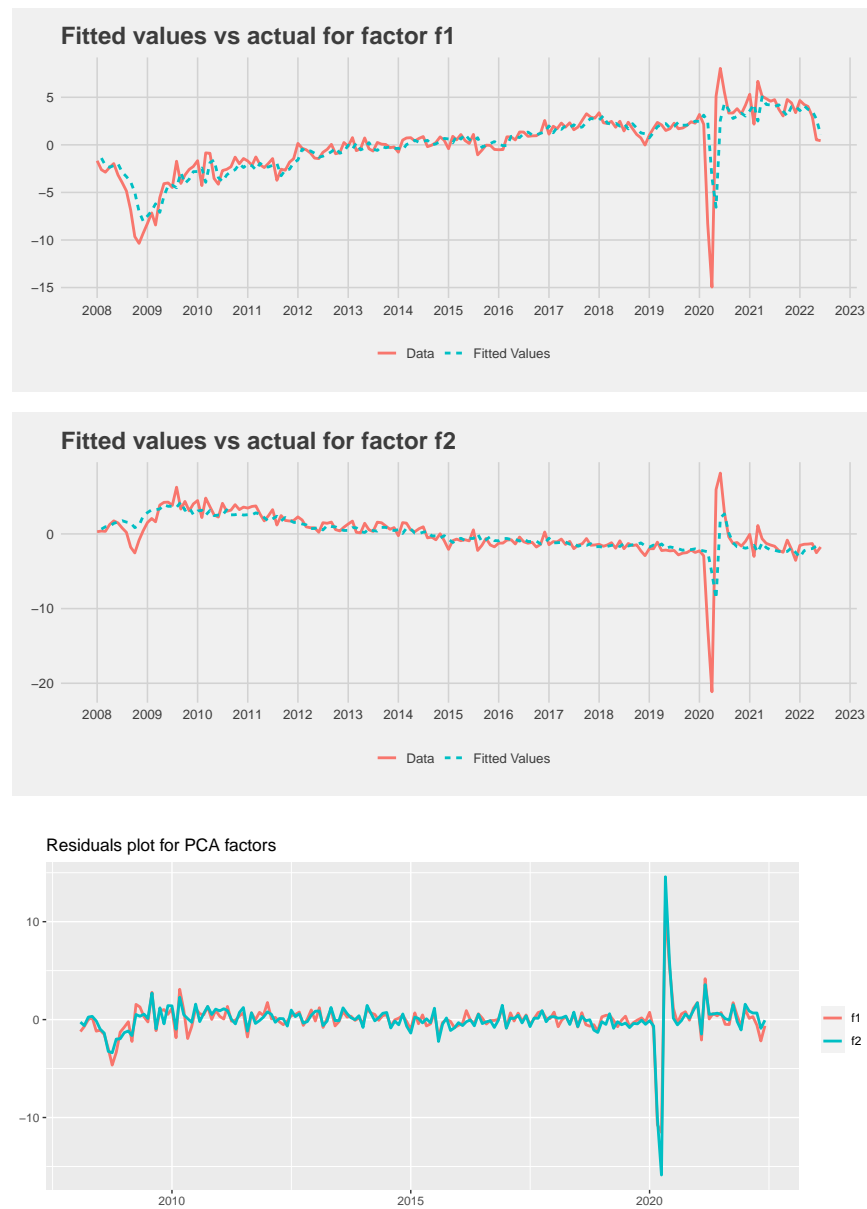 Fitted values vs actual for factor f1
5
0
−5
−10
−15
2008 2009 2010 2011 2012 2013 2014 2015 2016 2017 2018 2019 2020 2021 2022 2023
Data Fitted Values
Fitted values vs actual for factor f2
0
−10
−20
2008 2009 2010 2011 2012 2013 2014 2015 2016 2017 2018 2019 2020 2021 2022 2023
Data Fitted Values
Residuals plot for PCA factors
10
0
−10
f1
f2
2010 2015 2020